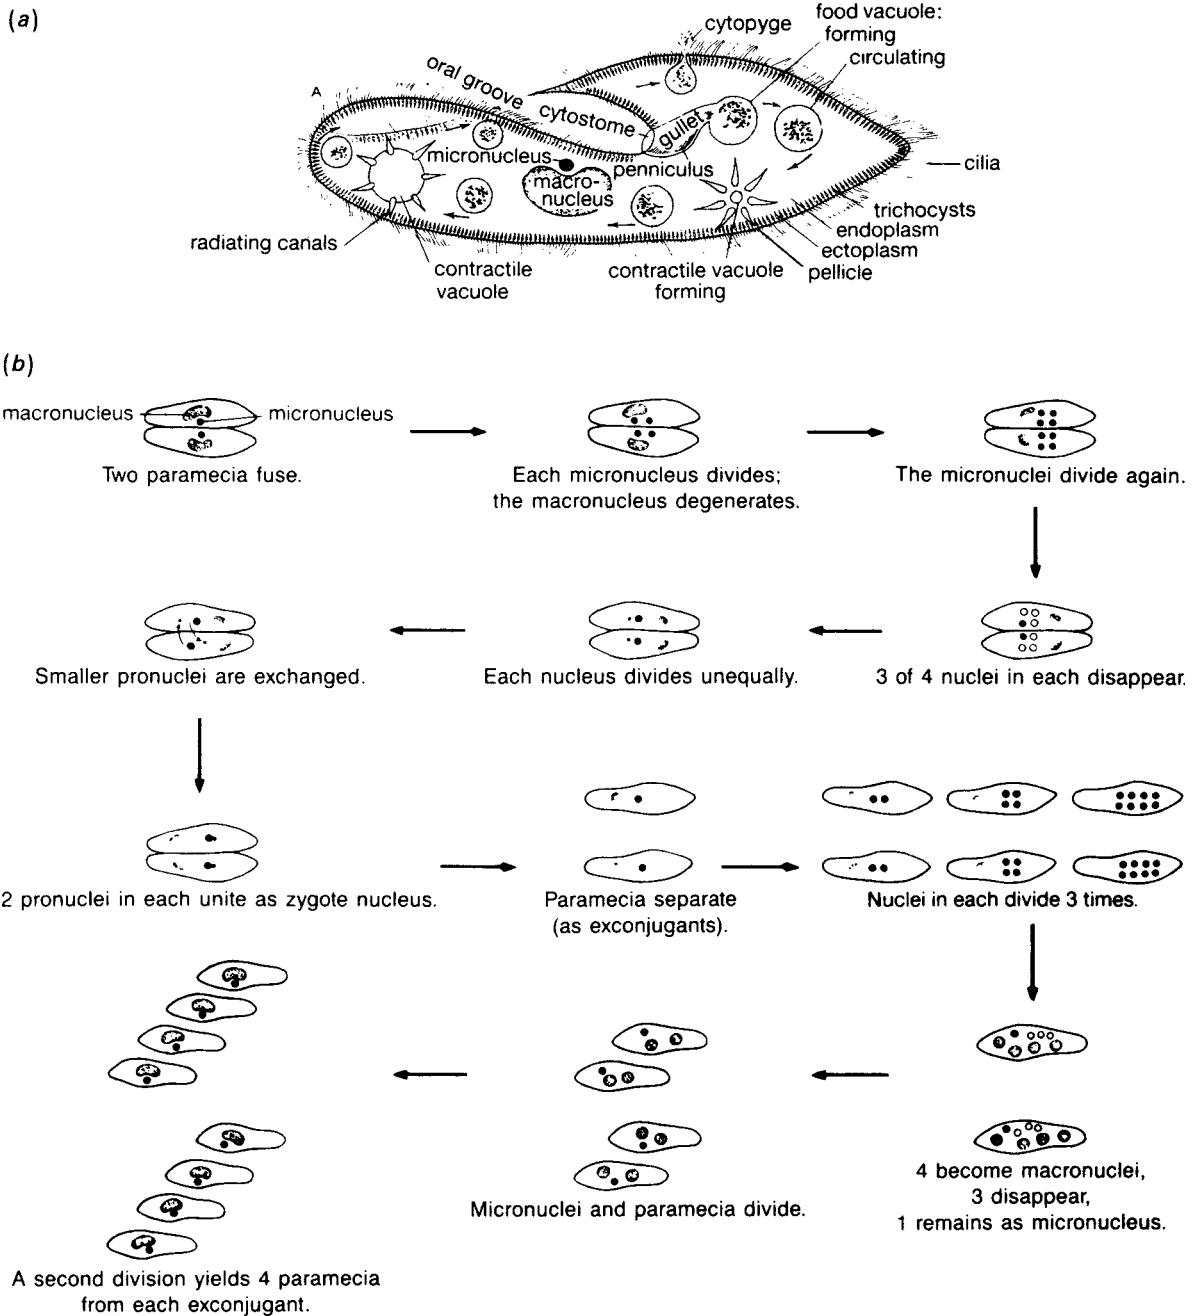 (a)
cytopyge
food vacuole:
forming
circulating
oral groove
A
cytostome
gullet
micronucleus
penniculus
macro-
nucleus
cilia
trichocysts
endoplasm
ectoplasm
pellicle
radiating canals
contractile
vacuole
contractile vacuole
forming
(b)
macronucleus
micronucleus
Two paramecia fuse.
Each micronucleus divides;
the macronucleus degenerates.
The micronuclei divide again.
3 of 4 nuclei in each disappear.
Each nucleus divides unequally.
Smaller pronuclei are exchanged.
2 pronuclei in each unite as zygote nucleus.
Paramecia separate
(as exconjugants).
Nuclei in each divide 3 times.
4 become macronuclei,
3 disappear,
1 remains as micronucleus.
Micronuclei and paramecia divide.
A second division yields 4 paramecia
from each exconjugant.